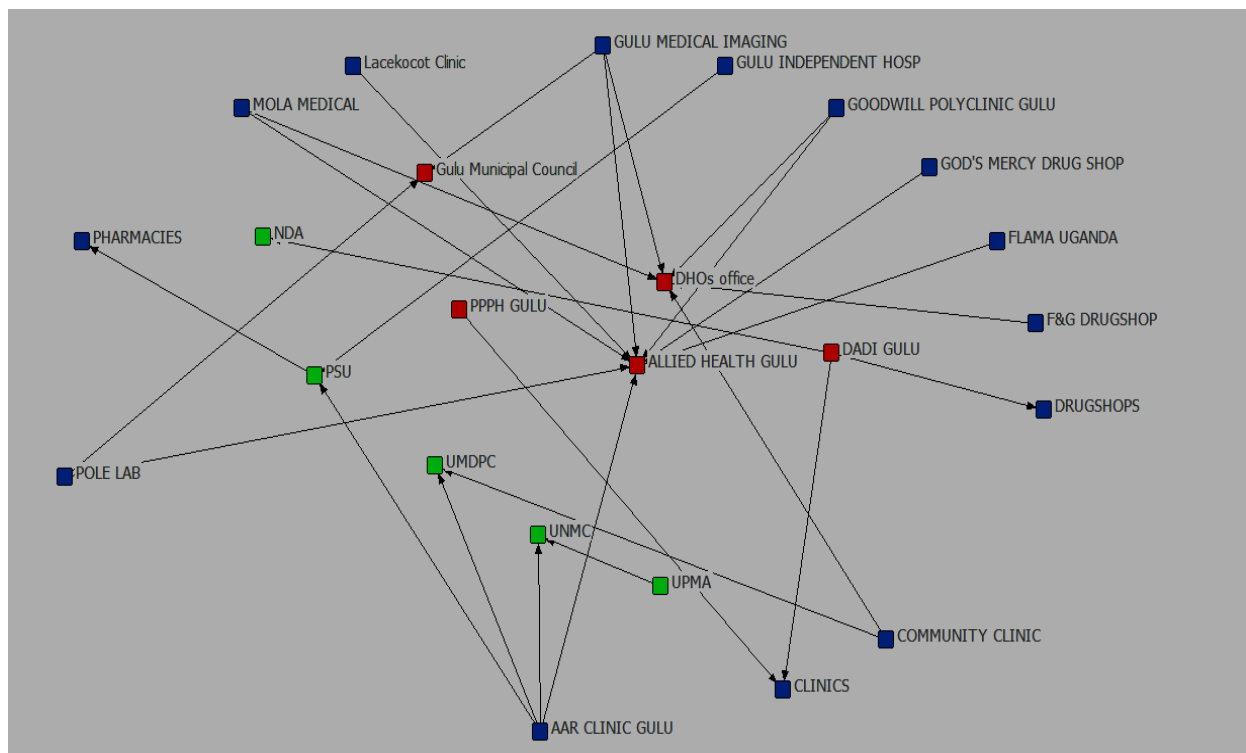 GULU MEDICAL IMAGING
Lacekocot Clinic
GULU INDEPENDENT HOSP
MOLA MEDICAL
GOODWILL POLYCLINIC GULU
Gulu Municipal Council
GOD'S MERCY DRUG SHOP
NDA
PHARMACIES
FLAMA UGANDA
DHOs office
PPPH GULU
F&G DRUGSHOP
DADI GULU
ALLIED HEALTH GULU
PSU
DRUGSHOPS
UMDPC
POLE LAB
UNMC
UPMA
COMMUNITY CLINIC
CLINICS
AAR CLINIC GULU